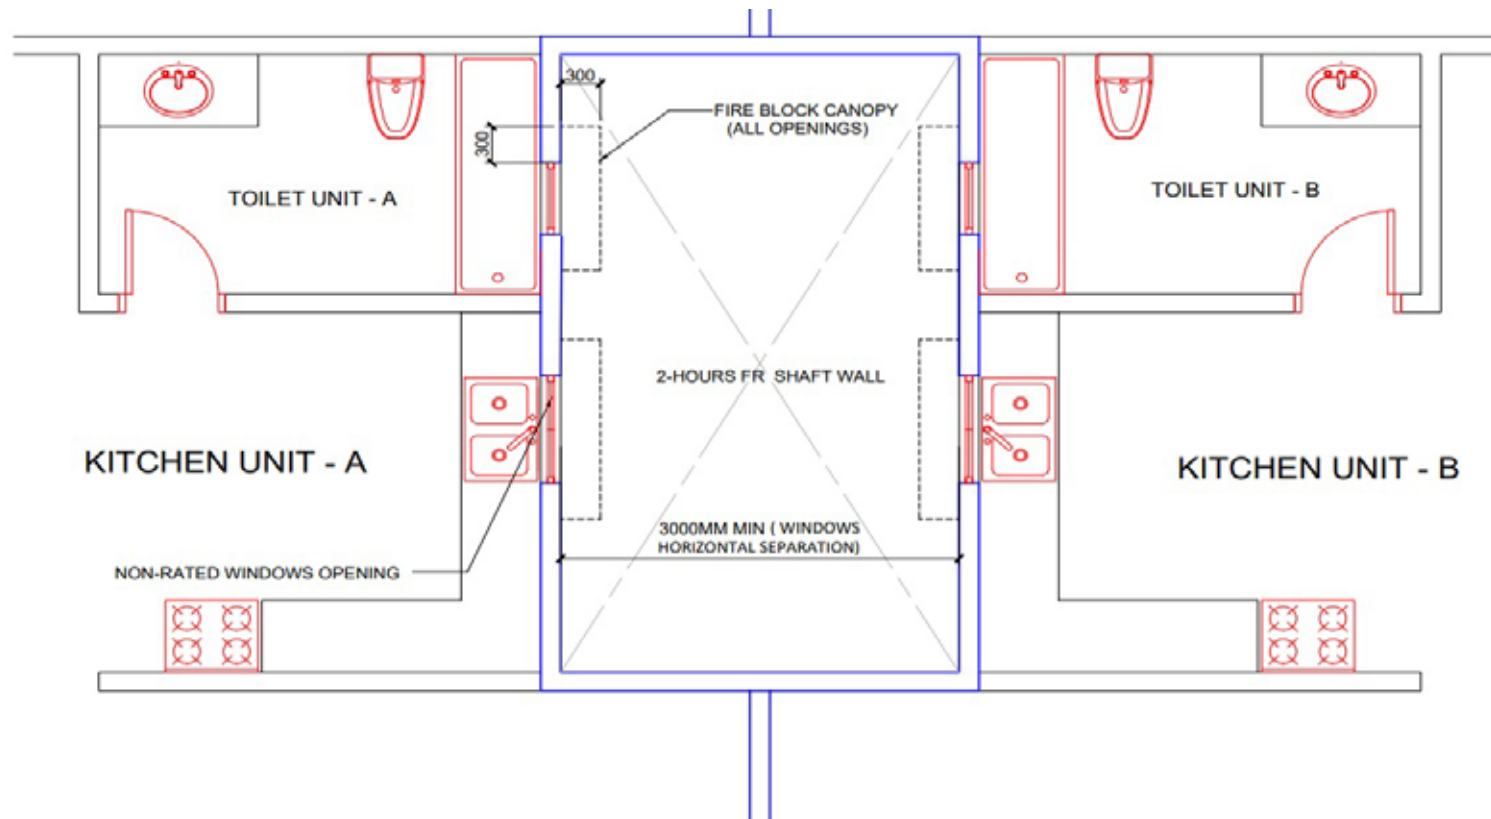 300
FIRE BLOCK CANOPY
(ALL OPENINGS)
300
TOILET UNIT - A
TOILET UNIT - B
2-HOURS FR SHAFT WALL
KITCHEN UNIT - A
KITCHEN UNIT - B
3000MM MIN ( WINDOWS
HORIZONTAL SEPARATION)
NON-RATED WINDOWS OPENING